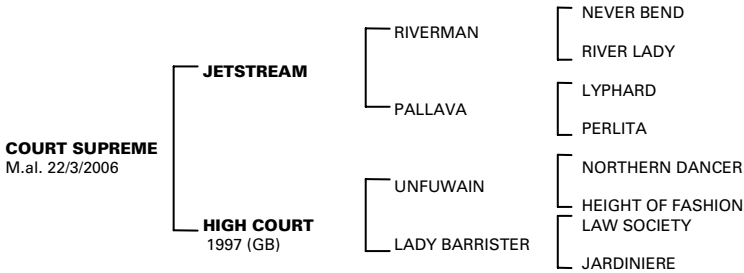 NEVER BEND
RIVERMAN
RIVER LADY
JETSTREAM
LYPHARD
PALLAVA
PERLITA
COURT SUPREME
M.al. 22/3/2006
NORTHERN DANCER
UNFUWAIN
HEIGHT OF FASHION
HIGH COURT
1997 (GB)
LAW SOCIETY
LADY BARRISTER
JARDINIERE